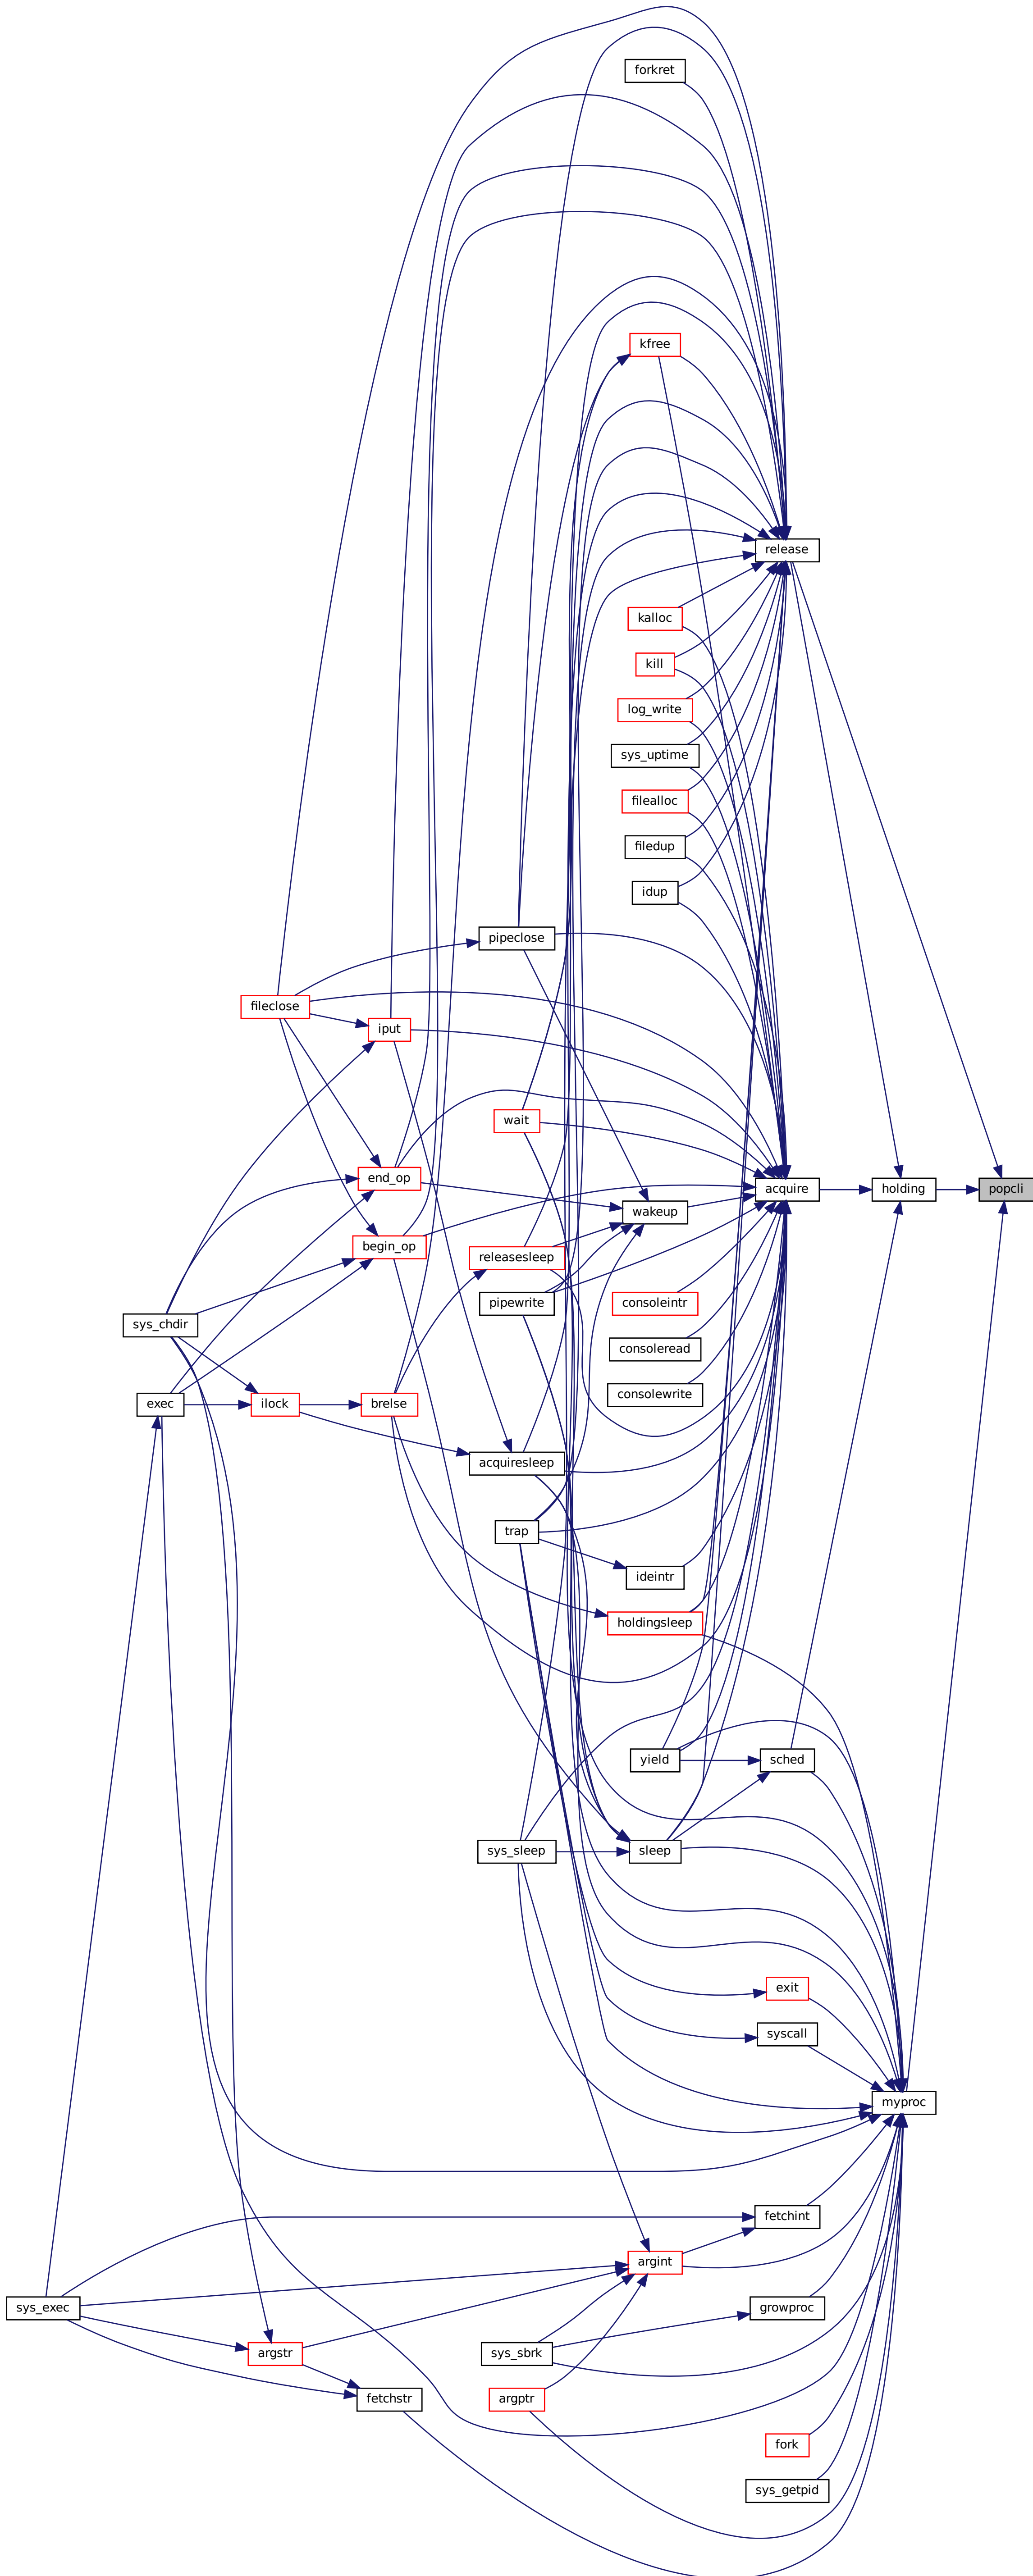 forkret
kfree
release
kalloc
kill
log_write
sys_uptime
filealloc
filedup
idup
pipeclose
fileclose
iput
wait
end_op
acquire
holding
popcli
wakeup
begin_op
releasesleep
pipewrite
consoleintr
sys_chdir
consoleread
consolewrite
exec
ilock
brelse
acquiresleep
trap
ideintr
holdingsleep
yield
sched
sys_sleep
sleep
exit
syscall
myproc
fetchint
argint
sys_exec
growproc
argstr
sys_sbrk
fetchstr
argptr
fork
sys_getpid